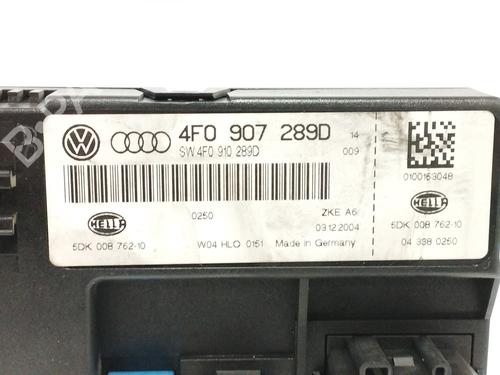 4F0 907 289D 14
SW 4F0 910 289D 009
0250 ZKE A6
03.12.2004
HELLA
5DK 008 762-10
W04 HLO 0151 Made in Germany
0100153048
HELLA
5DK 008 762-10
04 338 0250